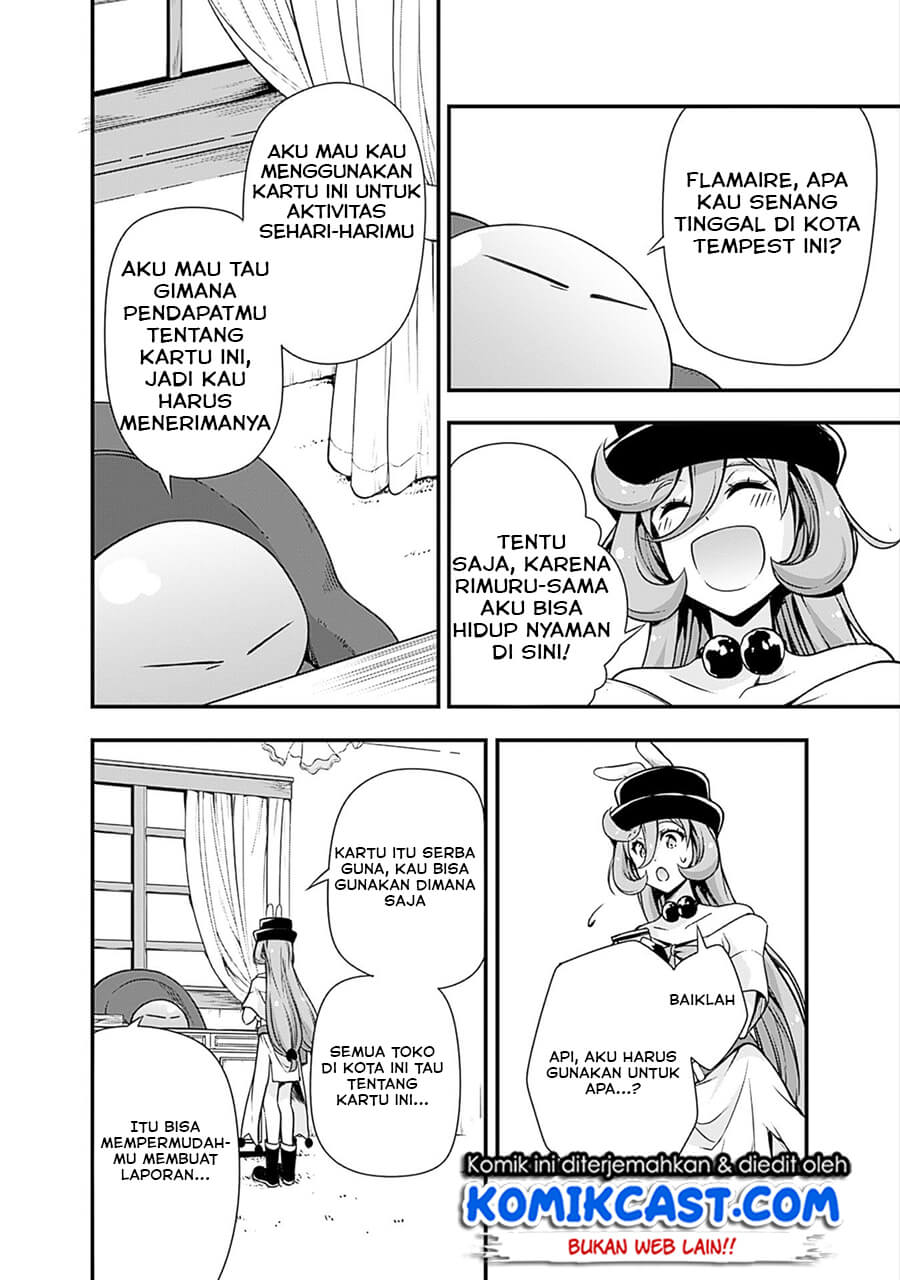 FLAMAIRE, APA
KAU SENANG
TINGGAL DI KOTA
TEMPEST INI?
AKU MAU KAU
MENGGUNAKAN
KARTU INI UNTUK
AKTIVITAS
SEHARI-HARIMU
AKU MAU TAU
GIMANA
PENDAPATMU
TENTANG
KARTU INI,
JADI KAU
HARUS
MENERIMANYA
TENTU
SAJA, KARENA
RIMURU-SAMA
AKU BISA
HIDUP NYAMAN
DI SINI!
BAIKLAH
API, AKU HARUS
GUNAKAN UNTUK
APA...?
KARTU ITU SERBA
GUNA, KAU BISA
GUNAKAN DIMANA
SAJA
SEMUA TOKO
DI KOTA INI TAU
TENTANG
KARTU INI...
ITU BISA
MEMPERMUDAH-
MU MEMBUAT
LAPORAN...
Komik ini diterjemahkan & diedit oleh
KOMIKCAST.COM
BUKAN WEB LAIN!!